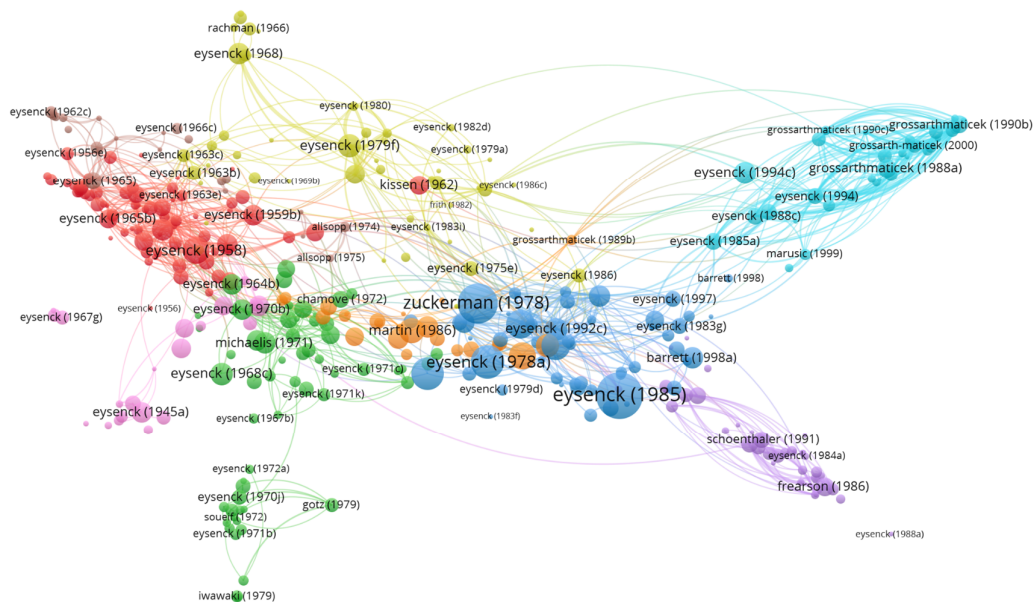 rachman (1966)
eysenck (1968)
eysenck (1962c)
eysenck (1980)
eysenck (1966c)
eysenck (1982d)
grossarthmaticek (1990b)
grossarthmaticek (1990c)
eysenck (1979f)
grossarth-maticek (2000)
eysenck (1979a)
eysenck (1956e)
eysenck (1963c)
grossarthmaticek (1988a)
eysenck (1963b)
eysenck (1994c)
eysenck (1965)
eysenck (1969b)
kissen (1962)
eysenck (1986c)
eysenck (1963e)
eysenck (1994)
frith (1982)
eysenck (1965b)
eysenck (1959b)
eysenck (1988c)
allsopp (1974)
eysenck (1983i)
grossarthmaticek (1989b)
eysenck (1985a)
eysenck (1958)
marusic (1999)
allsopp (1975)
eysenck (1975e)
eysenck (1986)
barrett (1998)
eysenck (1964b)
chamove (1972)
zuckerman (1978)
eysenck (1997)
eysenck (1956)
eysenck (1970b)
eysenck (1967g)
martin (1986)
eysenck (1992c)
eysenck (1983g)
michaelis (1971)
barrett (1998a)
eysenck (1978a)
eysenck (1968c)
eysenck (1971c)
eysenck (1979d)
eysenck (1971k)
eysenck (1985)
eysenck (1945a)
eysenck (1967b)
eysenck (1983f)
schoenthaler (1991)
eysenck (1984a)
eysenck (1972a)
frearson (1986)
eysenck (1970j)
gotz (1979)
soueif (1972)
eysenck (1971b)
eysenck (1988a)
iwawaki (1979)